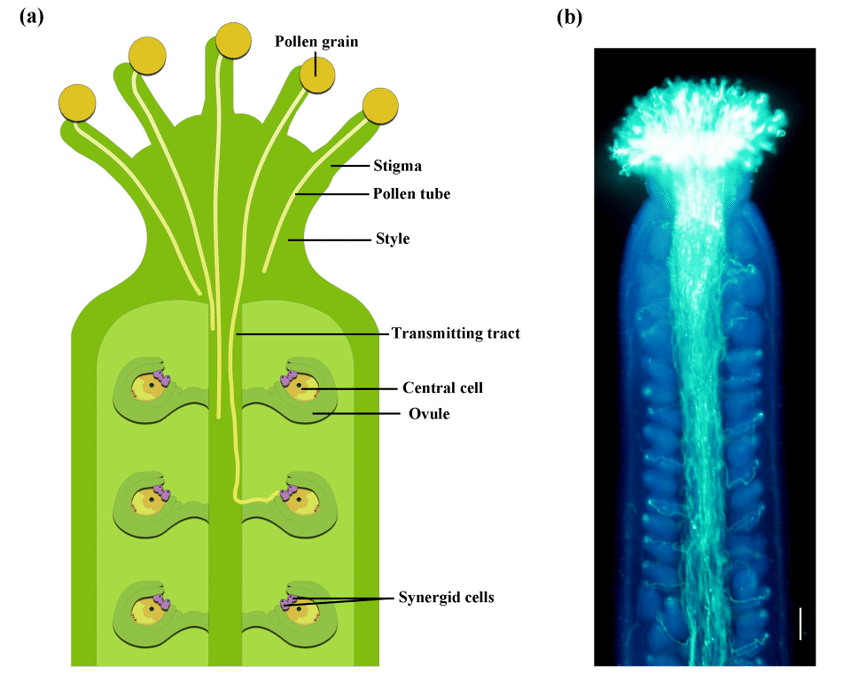 (a)
(b)
Pollen grain
Stigma
Pollen tube
Style
Transmitting tract
Central cell
Ovule
Synergid cells